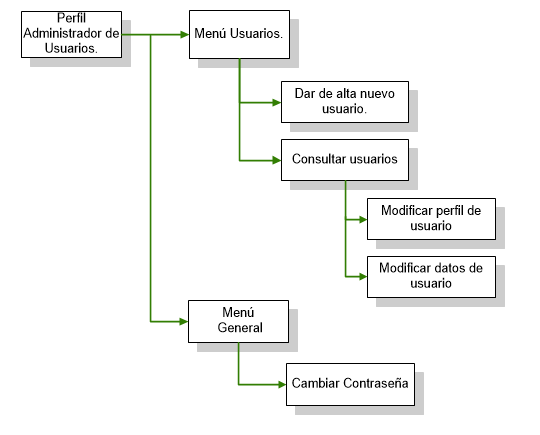 Perfil
Administrador de
Usuarios.
Menú Usuarios.
Dar de alta nuevo
usuario.
Consultar usuarios
Modificar perfil de
usuario
Modificar datos de
usuario
Menú
General
Cambiar Contraseña